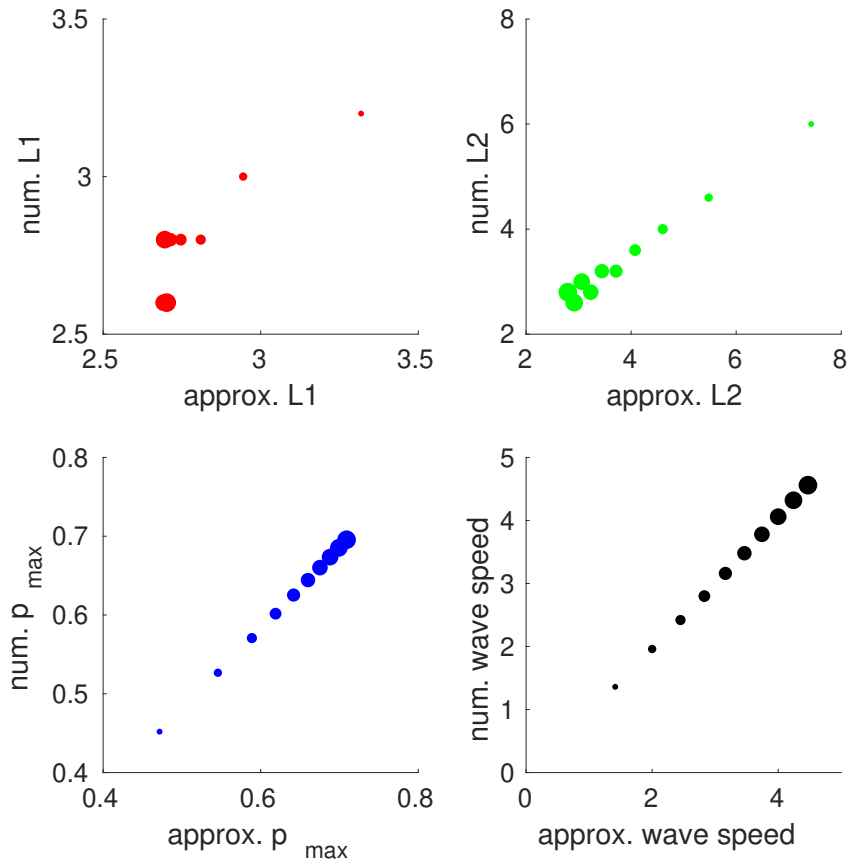 3.5
3
2.5
num. L1
2.5 3 3.5
approx. L1
8
6
4
2
num. L2
2 4 6 8
approx. L2
0.8
0.7
0.6
0.5
0.4
num. p max
0.4 0.6 0.8
approx. p max
5
4
3
2
1
0
num. wave speed
0 2 4
approx. wave speed